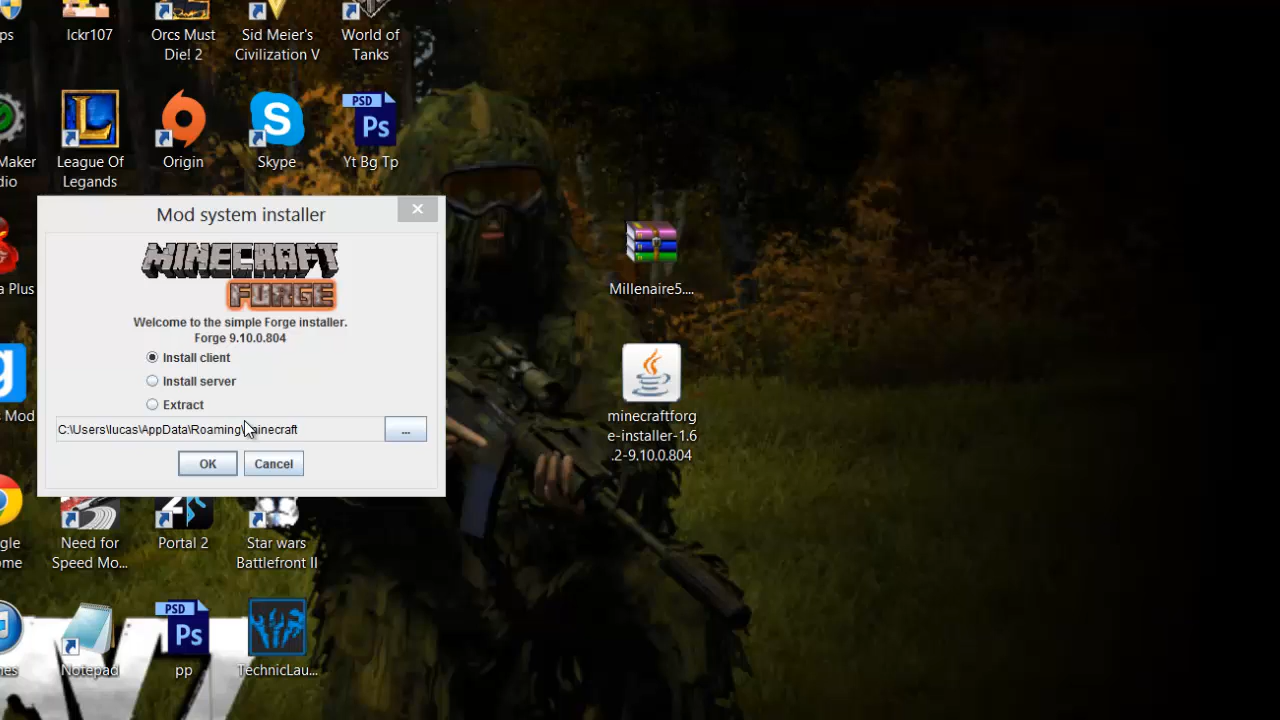 ps
lckr107
Orcs Must
Die! 2
Sid Meier's
Civilization V
World of
Tanks
PSD
Ps
Maker
dio
League Of
Legands
Origin
Skype
Yt Bg Tp
Mod system installer
MINECRAFT
FORGE
Welcome to the simple Forge installer.
Forge 9.10.0.804
Install client
Install server
Extract
C:\Users\lucas\AppData\Roaming\.minecraft
...
OK
Cancel
a Plus
s Mod
Millenaire5....
minecraftforg
e-installer-1.6
.2-9.10.0.804
gle
ome
Need for
Speed Mo...
Portal 2
Star wars
Battlefront II
PSD
Ps
nes
Notepad
pp
TechnicLau...